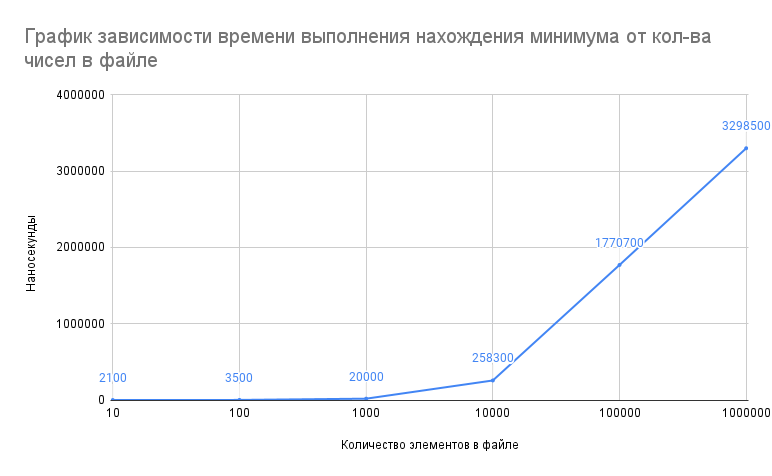 График зависимости времени выполнения нахождения минимума от кол-ва
чисел в файле
4000000
3298500
3000000
Наносекунды
2000000
1770700
1000000
258300
2100 3500 20000
0
10 100 1000 10000 100000 1000000
Количество элементов в файле